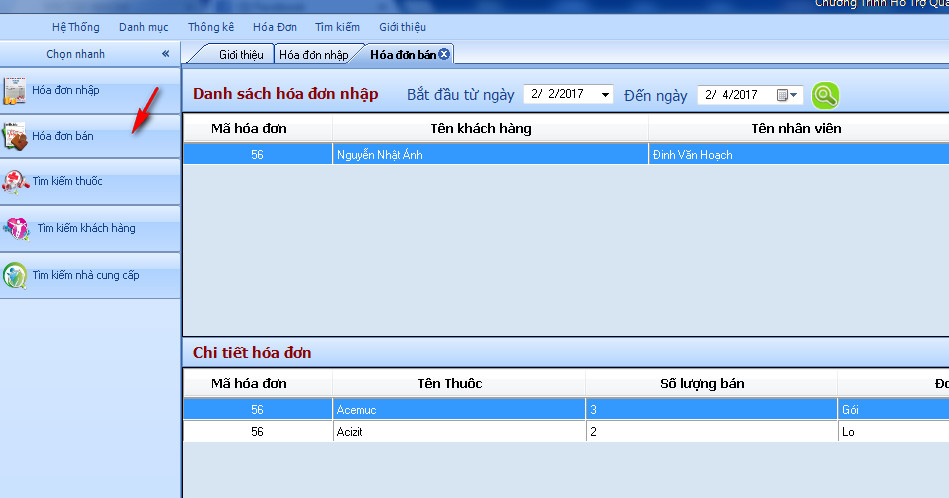 Chương Trình Hỗ Trợ Quả
Hệ Thống Danh mục Thông kê Hóa Đơn Tìm kiếm Giới thiệu
Chọn nhanh «
Giới thiệu Hóa đơn nhập Hóa đơn bán
Hóa đơn nhập
Hóa đơn bán
Tìm kiếm thuốc
Tìm kiếm khách hàng
Tìm kiếm nhà cung cấp
Danh sách hóa đơn nhập Bắt đầu từ ngày 2/ 2/2017 Đến ngày 2/ 4/2017
Mã hóa đơn Tên khách hàng Tên nhân viên
56 Nguyễn Nhật Ánh Đinh Văn Hoạch
Chi tiết hóa đơn
Mã hóa đơn Tên Thuôc Số lượng bán Đơ
56 Acemuc 3 Gói
56 Acizit 2 Lo